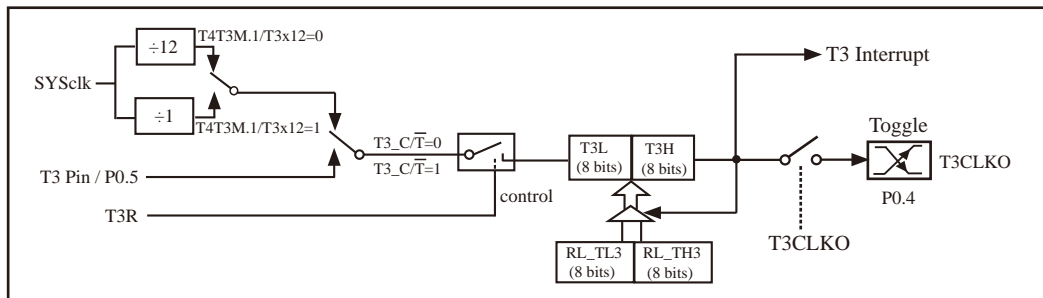 ÷12
T4T3M.1/T3x12=0
SYSclk
÷1
T4T3M.1/T3x12=1
T3 Interrupt
T3_C/T̅=0
T3_C/T̅=1
T3 Pin / P0.5
T3R
control
T3L
(8 bits)
T3H
(8 bits)
Toggle
T3CLKO
P0.4
T3CLKO
RL_TL3
(8 bits)
RL_TH3
(8 bits)